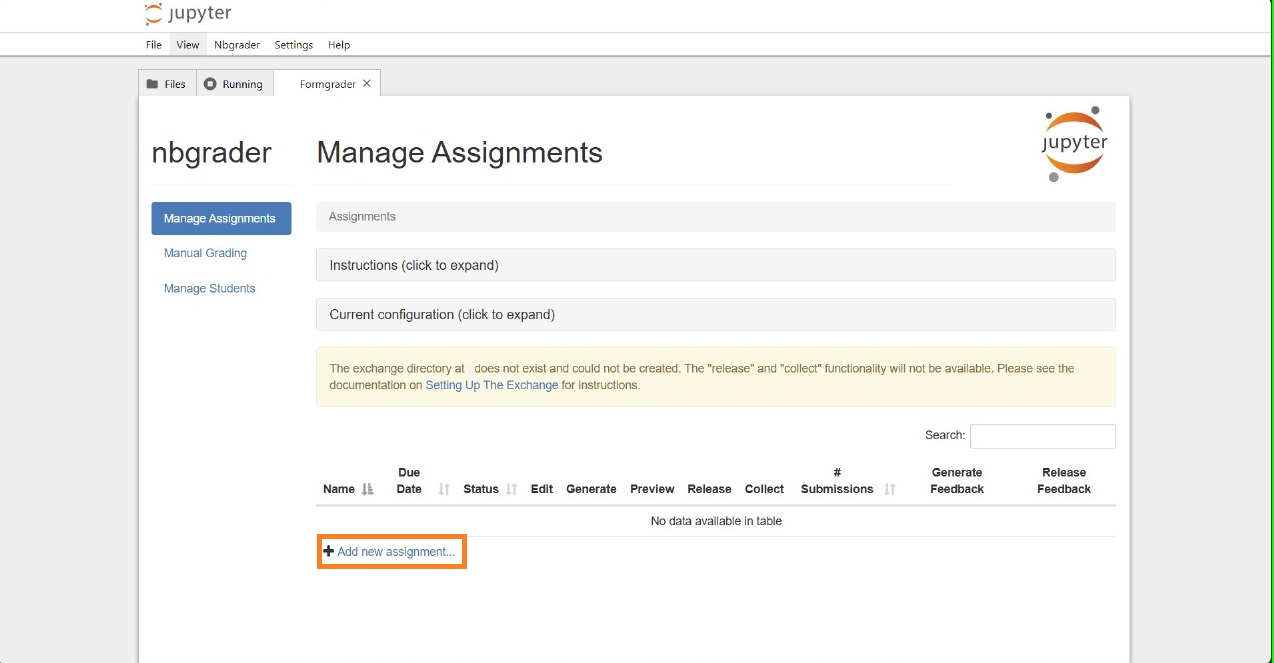 jupyter
File View Nbgrader Settings Help
Files Running Formgrader ✕
jupyter
nbgrader
Manage Assignments
Manage Assignments
Manual Grading
Manage Students
Assignments
Instructions (click to expand)
Current configuration (click to expand)
The exchange directory at does not exist and could not be created. The "release" and "collect" functionality will not be available. Please see the
documentation on Setting Up The Exchange for instructions.
Search:
Name Due Date Status Edit Generate Preview Release Collect # Submissions Generate Feedback Release Feedback
No data available in table
+ Add new assignment...